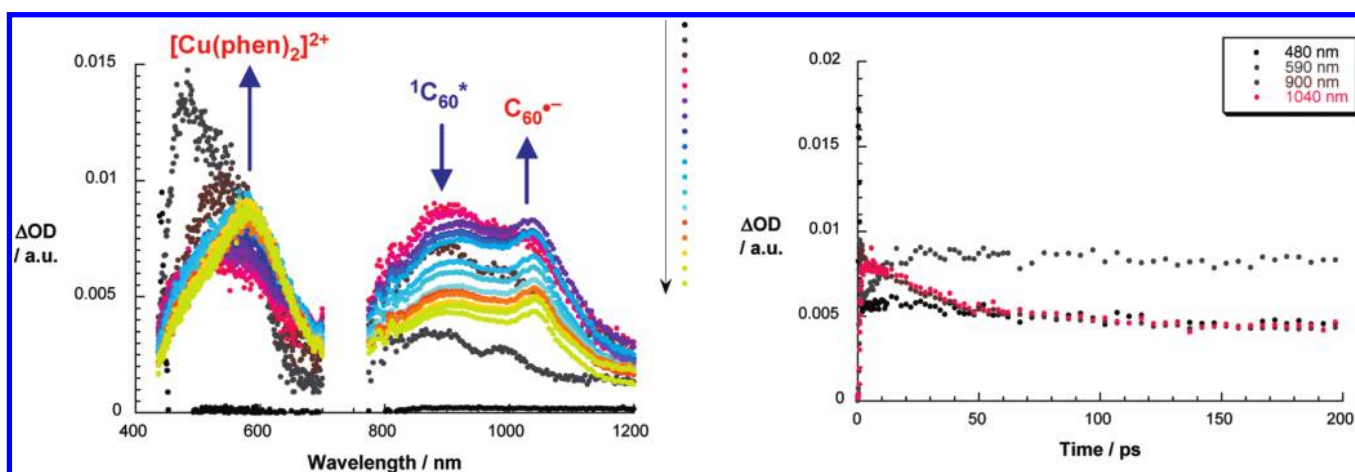 [Cu(phen)2]2+
1C60*
C60•−
0.015
0.01
ΔOD
/ a.u.
0.005
0
400
600
800
1000
1200
Wavelength / nm
480 nm
590 nm
900 nm
1040 nm
0.02
0.015
0.01
ΔOD
/ a.u.
0.005
0
0
50
100
150
200
Time / ps